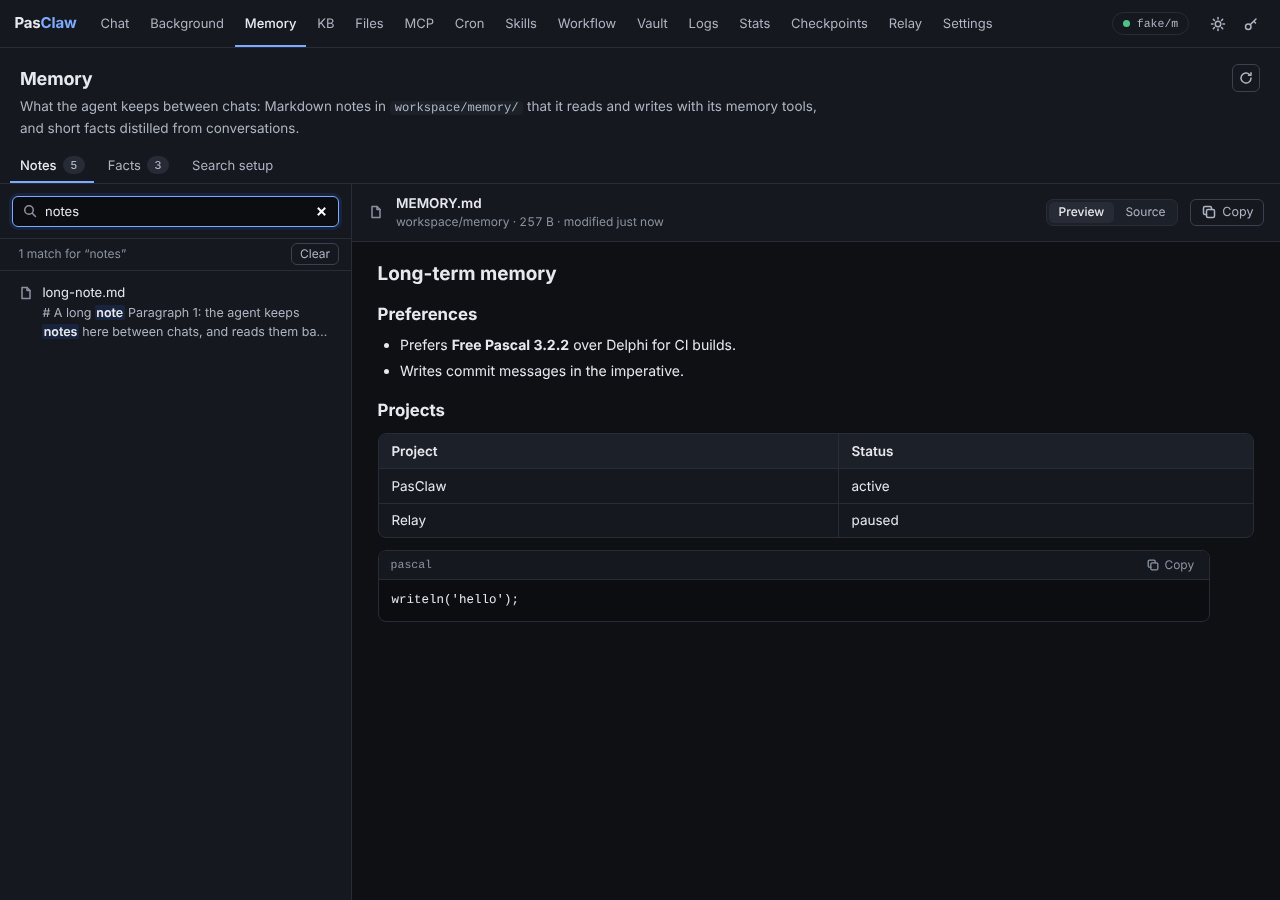 PasClaw Chat Background Memory KB Files MCP Cron Skills Workflow Vault Logs Stats Checkpoints Relay Settings fake/m
Memory
What the agent keeps between chats: Markdown notes in workspace/memory/ that it reads and writes with its memory tools,
and short facts distilled from conversations.
Notes 5 Facts 3 Search setup
notes
1 match for “notes” Clear
long-note.md
# A long note Paragraph 1: the agent keeps
notes here between chats, and reads them ba...
MEMORY.md
workspace/memory · 257 B · modified just now
Preview Source Copy
Long-term memory
Preferences
• Prefers Free Pascal 3.2.2 over Delphi for CI builds.
• Writes commit messages in the imperative.
Projects
Project Status
PasClaw active
Relay paused
pascal Copy
writeln('hello');